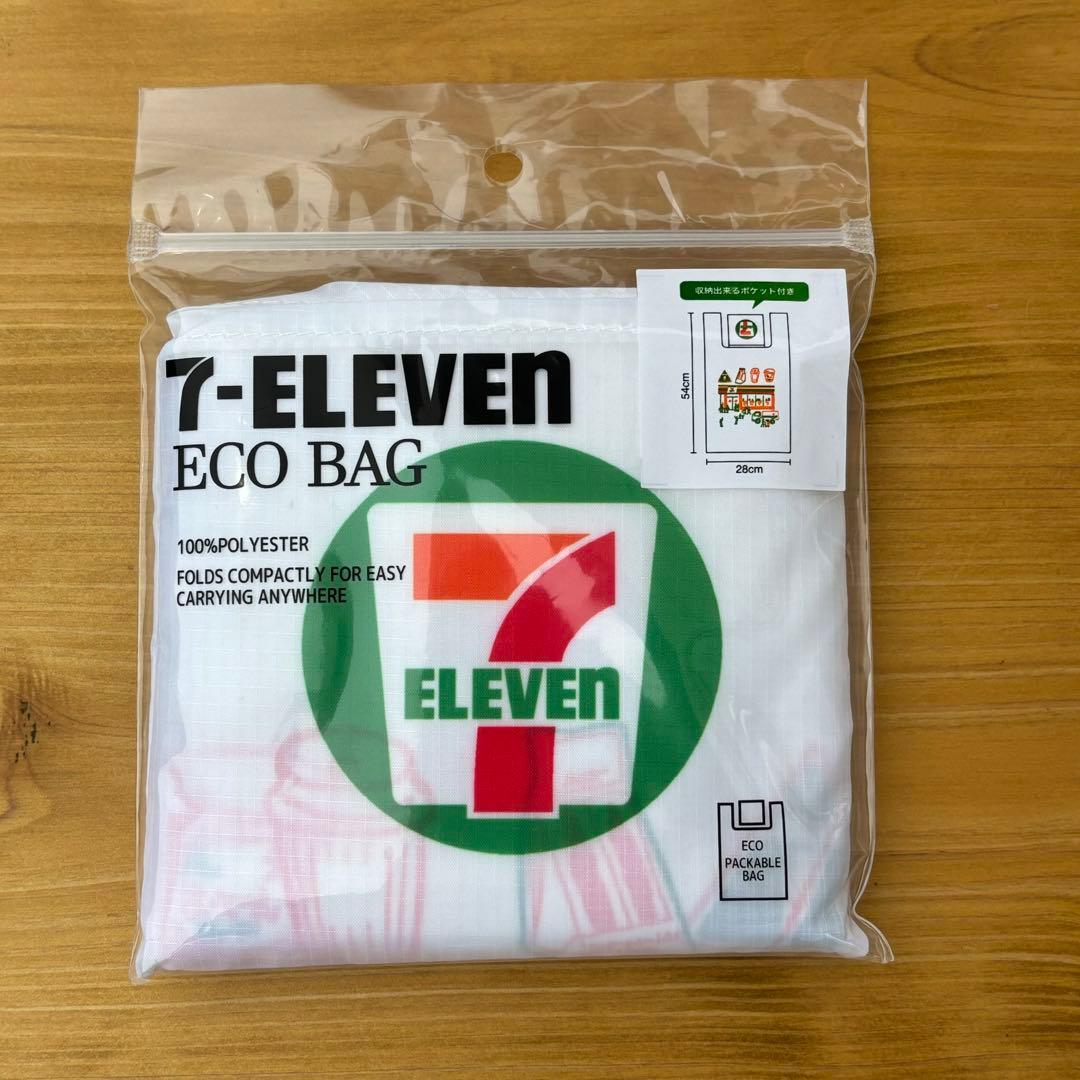 収納出来るポケット付き
54cm
28cm
7-ELEVEn
ECO BAG
100%POLYESTER
FOLDS COMPACTLY FOR EASY
CARRYING ANYWHERE
7
ELEVEn
ECO
PACKABLE
BAG